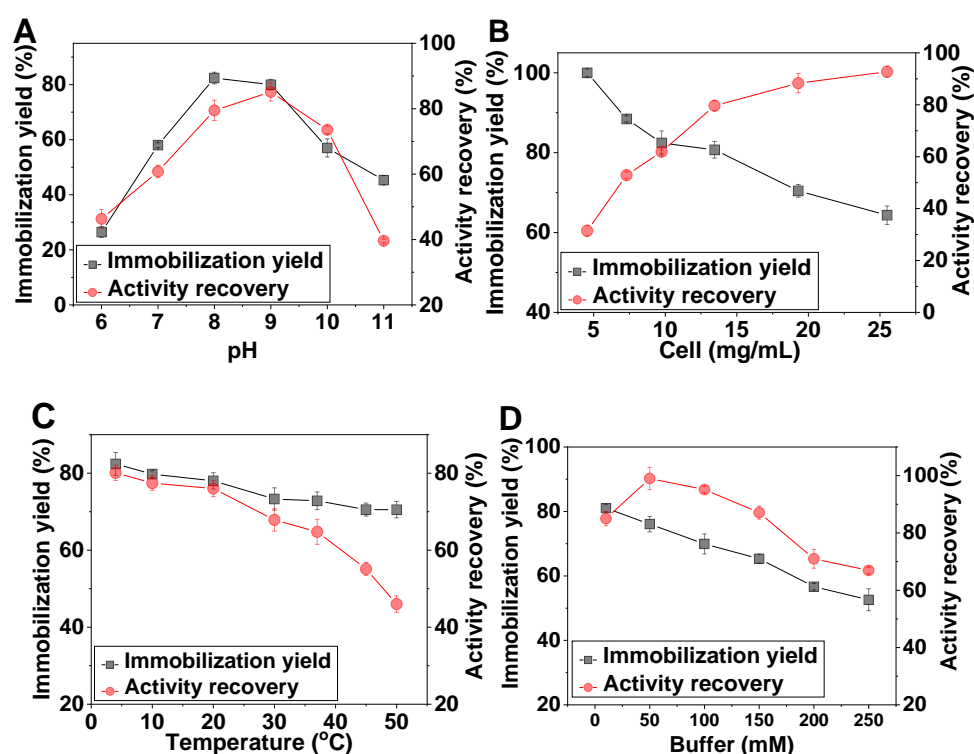 A
Immobilization yield (%)
80
60
40
20
0
6 7 8 9 10 11
pH
100
80
60
40
20
Activity recovery (%)
Immobilization yield
Activity recovery
B
Immobilization yield (%)
100
80
60
40
5 10 15 20 25
Cell (mg/mL)
100
80
60
40
20
0
Activity recovery (%)
Immobilization yield
Activity recovery
C
Immobilization yield (%)
80
60
40
20
0 10 20 30 40 50
Temperature (°C)
80
60
40
20
Activity recovery (%)
Immobilization yield
Activity recovery
D
Immobilization yield (%)
100
80
60
40
20
0 50 100 150 200 250
Buffer (mM)
100
80
60
40
20
Activity recovery (%)
Immobilization yield
Activity recovery